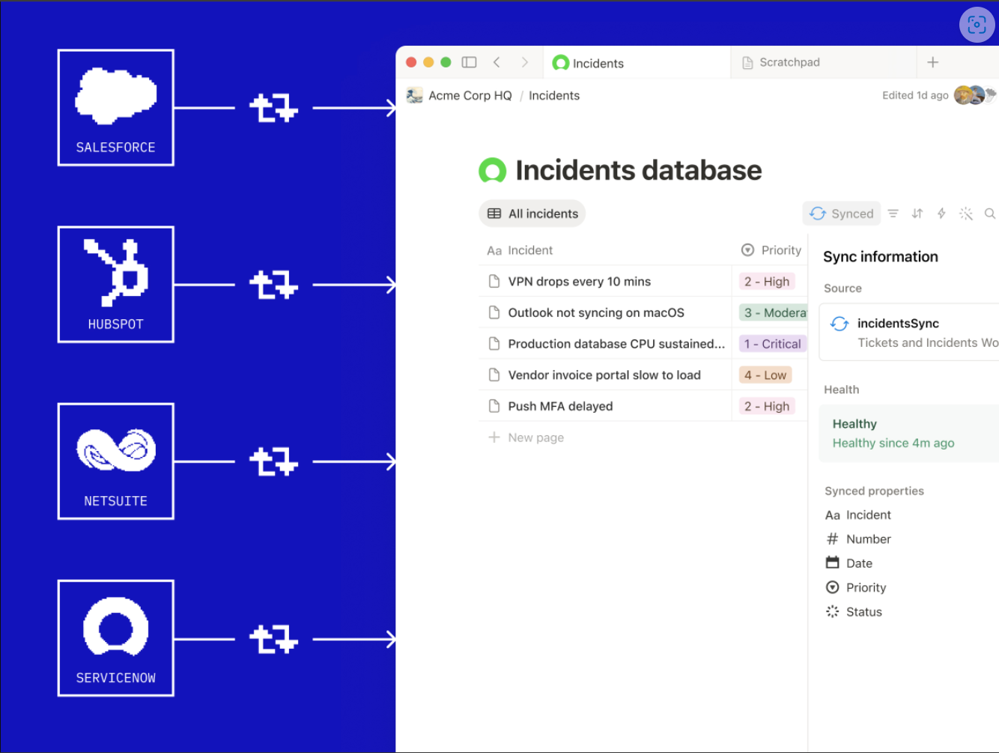 SALESFORCE
HUBSPOT
NETSUITE
SERVICENOW
Incidents
Scratchpad
Acme Corp HQ / Incidents
Edited 1d ago
Incidents database
All incidents
Synced
Aa Incident
Priority
VPN drops every 10 mins
2 - High
Outlook not syncing on macOS
3 - Modera
Production database CPU sustained...
1 - Critical
Vendor invoice portal slow to load
4 - Low
Push MFA delayed
2 - High
New page
Sync information
Source
incidentsSync
Tickets and Incidents Wo
Health
Healthy
Healthy since 4m ago
Synced properties
Aa Incident
# Number
Date
Priority
Status